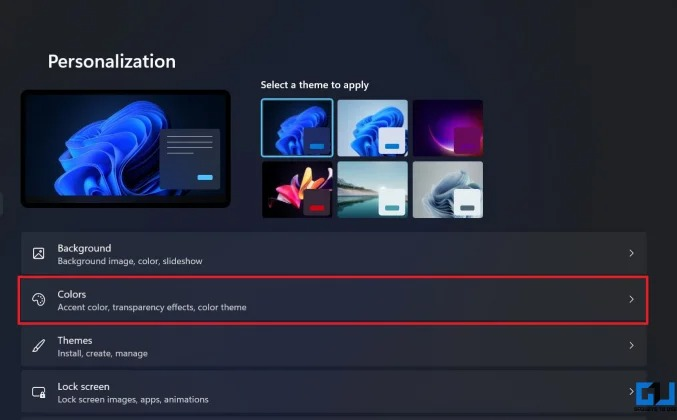 Personalization
Select a theme to apply
Background
Background image, color, slideshow
Colors
Accent color, transparency effects, color theme
Themes
Install, create, manage
Lock screen
Lock screen images, apps, animations